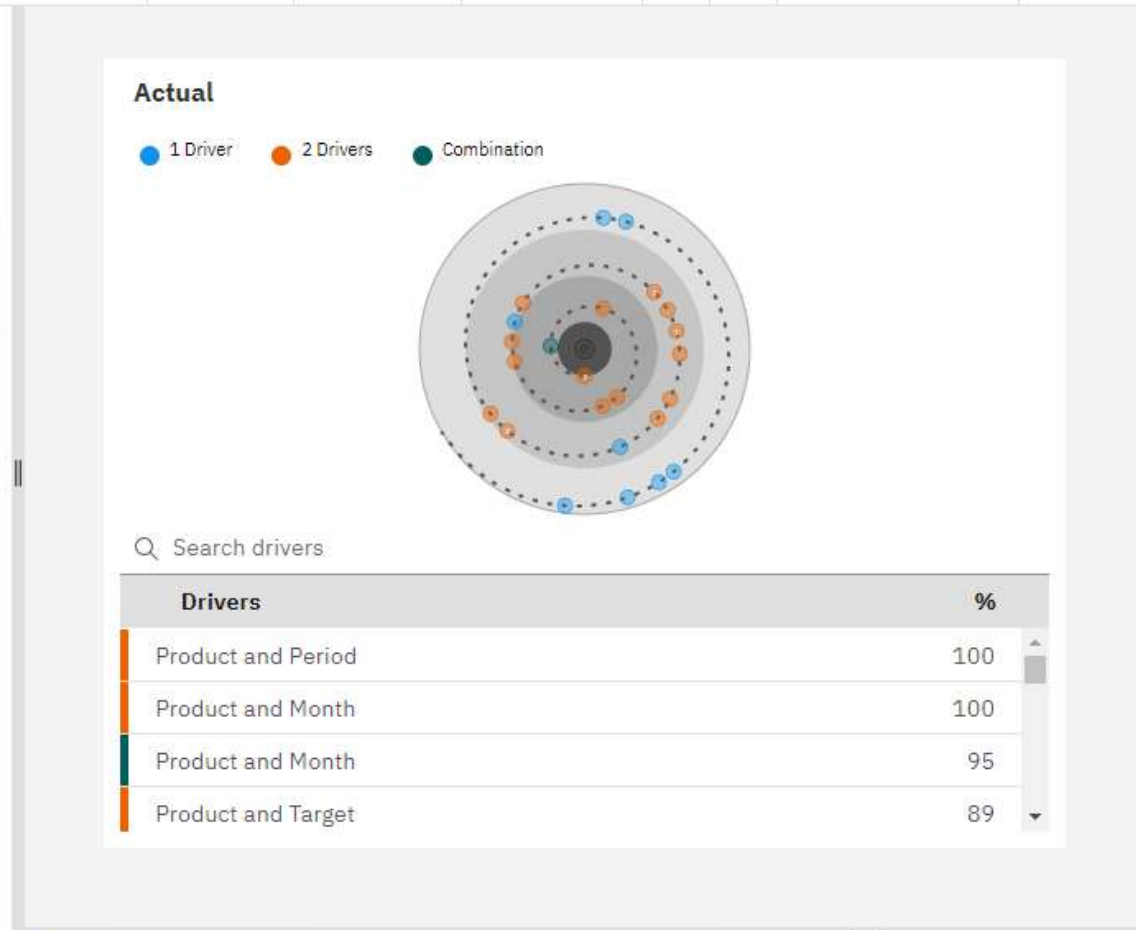 Actual
1 Driver 2 Drivers Combination
Search drivers
Drivers %
Product and Period 100
Product and Month 100
Product and Month 95
Product and Target 89